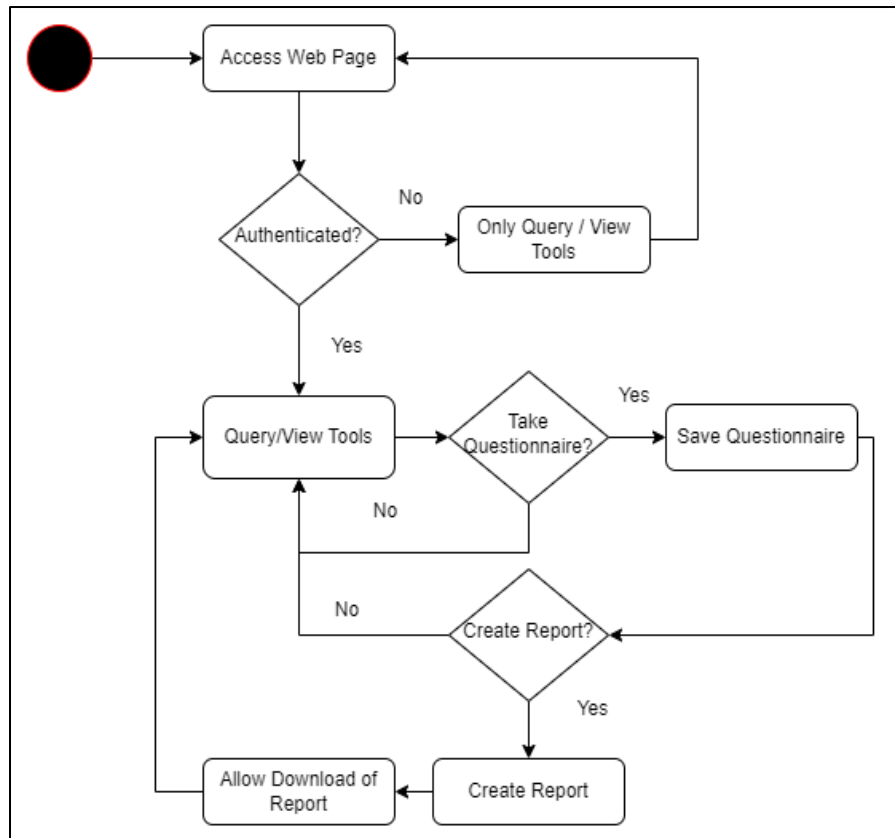 Access Web Page
No
Authenticated?
Only Query / View
Tools
Yes
Yes
Take
Questionnaire?
Query/View Tools
Save Questionnaire
No
No
Create Report?
Yes
Allow Download of
Report
Create Report